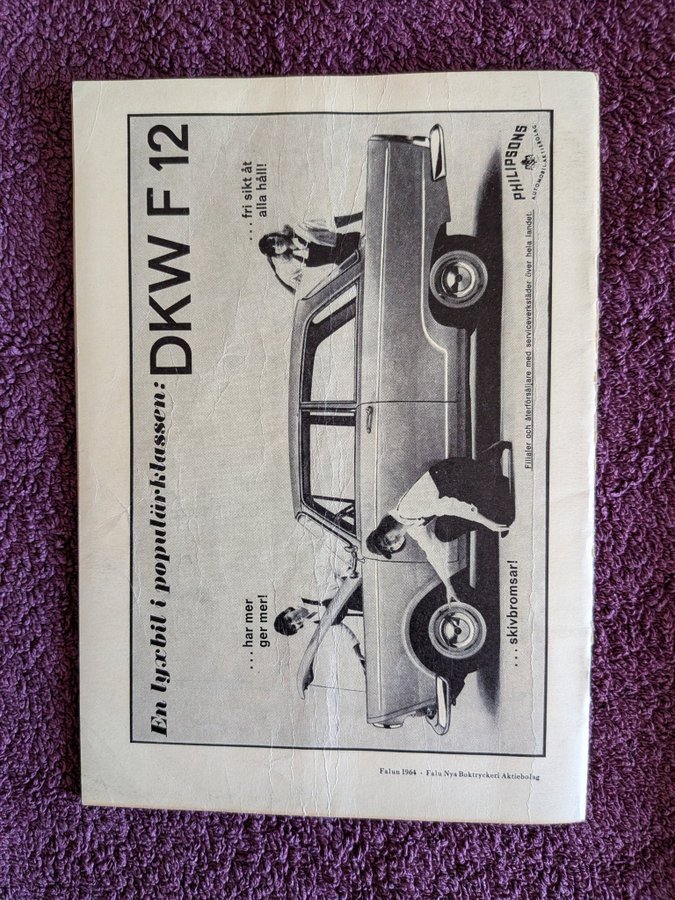 En lyxbil i populärklassen: DKW F 12
...har mer
ger mer!
...fri sikt åt
alla håll!
...skivbromsar!
PHILIPSONS
AUTOMOBILAKTIEBOLAG
Filialer och återförsäljare med serviceverkstäder över hela landet.
Falun 1964 · Falu Nya Boktryckeri Aktiebolag